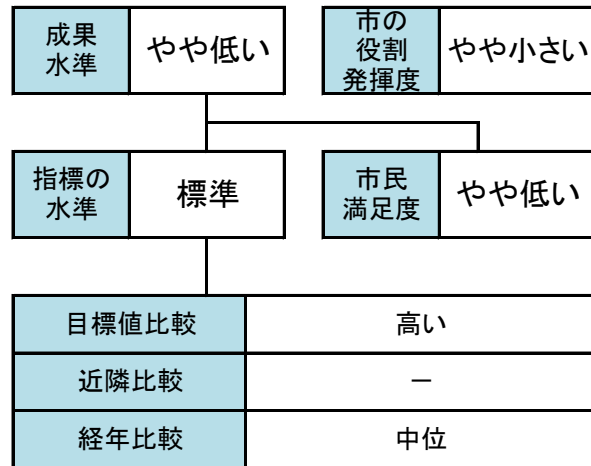 成果
水準
やや低い
市の
役割
発揮度
やや小さい
指標の
水準
標準
市民
満足度
やや低い
目標値比較
高い
近隣比較
－
経年比較
中位